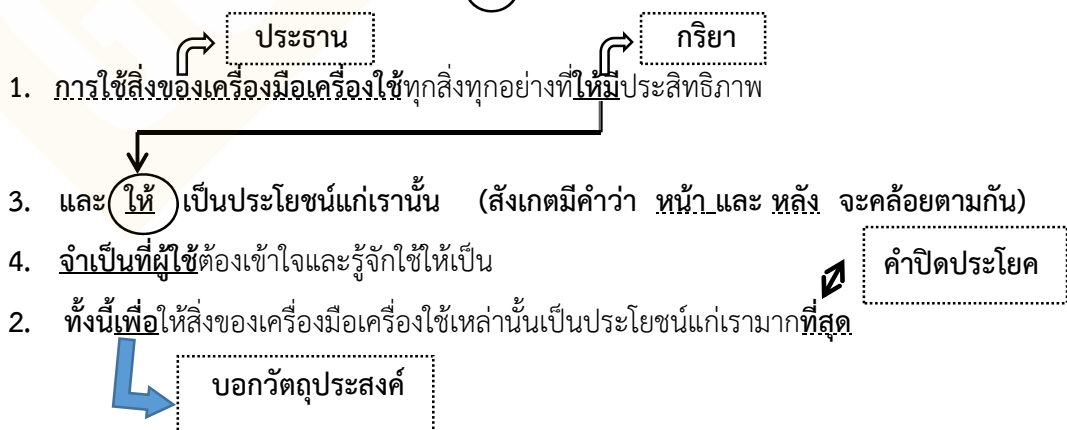 ประธาน
กริยา
1. การใช้สิ่งของเครื่องมือเครื่องใช้ทุกสิ่งทุกอย่างที่ให้มีประสิทธิภาพ
3. และ ให้ เป็นประโยชน์แก่เรานั้น (สังเกตมีคำว่า หน้า และ หลัง จะคล้อยตามกัน)
4. จำเป็นที่ผู้ใช้ต้องเข้าใจและรู้จักใช้ให้เป็น
คำปิดประโยค
2. ทั้งนี้เพื่อให้สิ่งของเครื่องมือเครื่องใช้เหล่านั้นเป็นประโยชน์แก่เรามากที่สุด
บอกวัตถุประสงค์